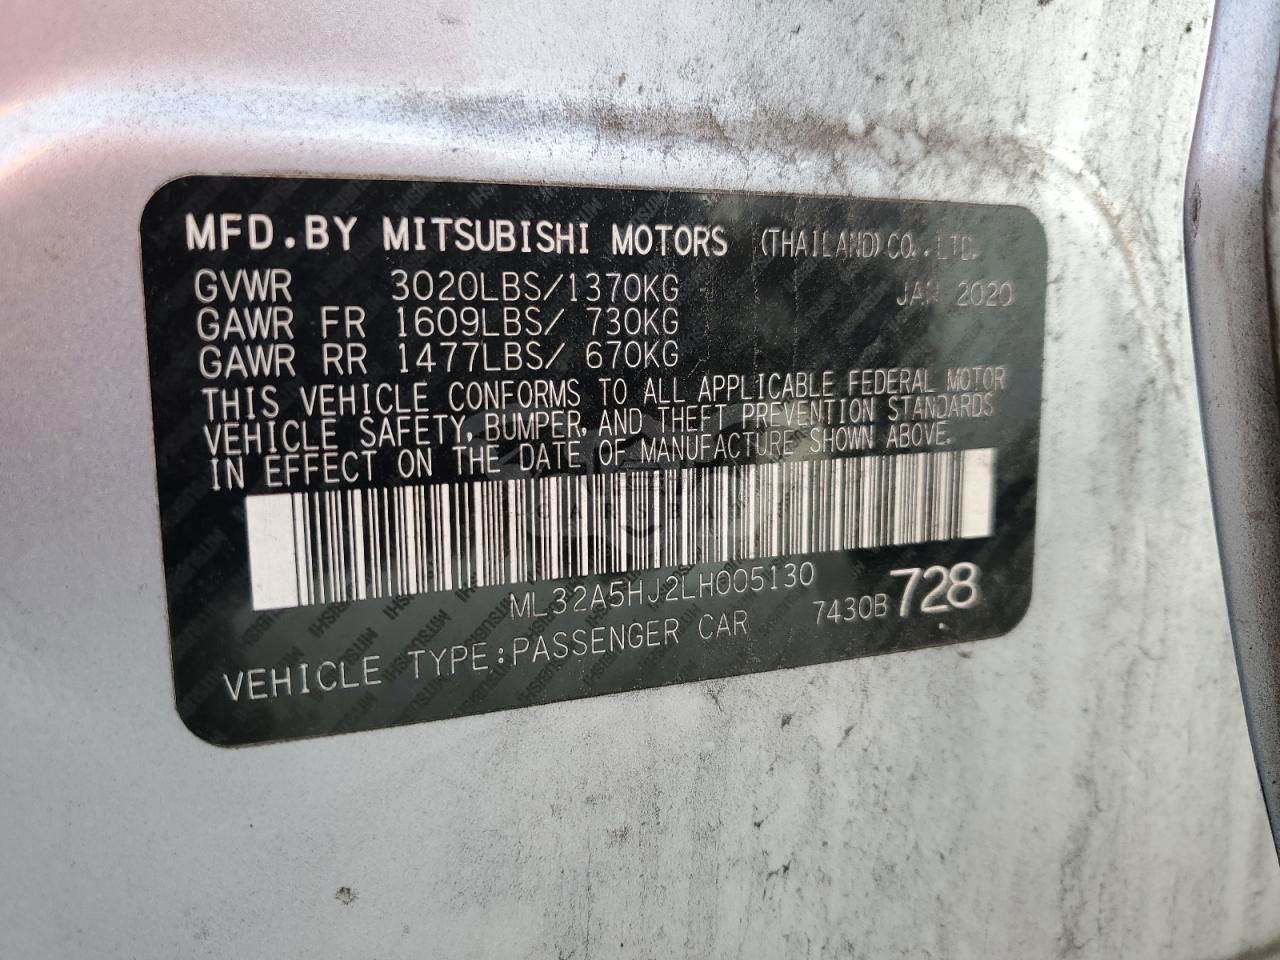 MFD.BY MITSUBISHI MOTORS (THAILAND)CO.,LTD.
GVWR 3020LBS/1370KG JAN 2020
GAWR FR 1609LBS/ 730KG
GAWR RR 1477LBS/ 670KG
THIS VEHICLE CONFORMS TO ALL APPLICABLE FEDERAL MOTOR
VEHICLE SAFETY, BUMPER, AND THEFT PREVENTION STANDARDS
IN EFFECT ON THE DATE OF MANUFACTURE SHOWN ABOVE.
ML32A5HJ2LH005130
7430B 728
VEHICLE TYPE:PASSENGER CAR